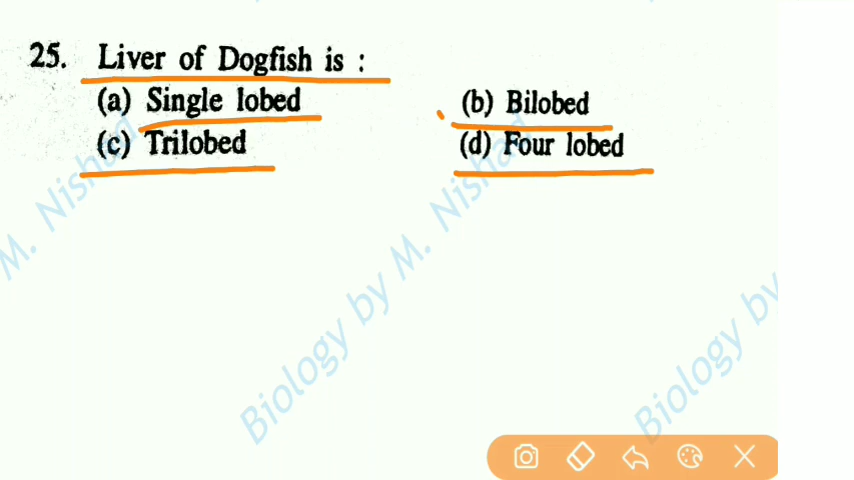 25. Liver of Dogfish is :
(a) Single lobed (b) Bilobed
(c) Trilobed (d) Four lobed
M. Nishad
Biology by M. Nishad
Biology by